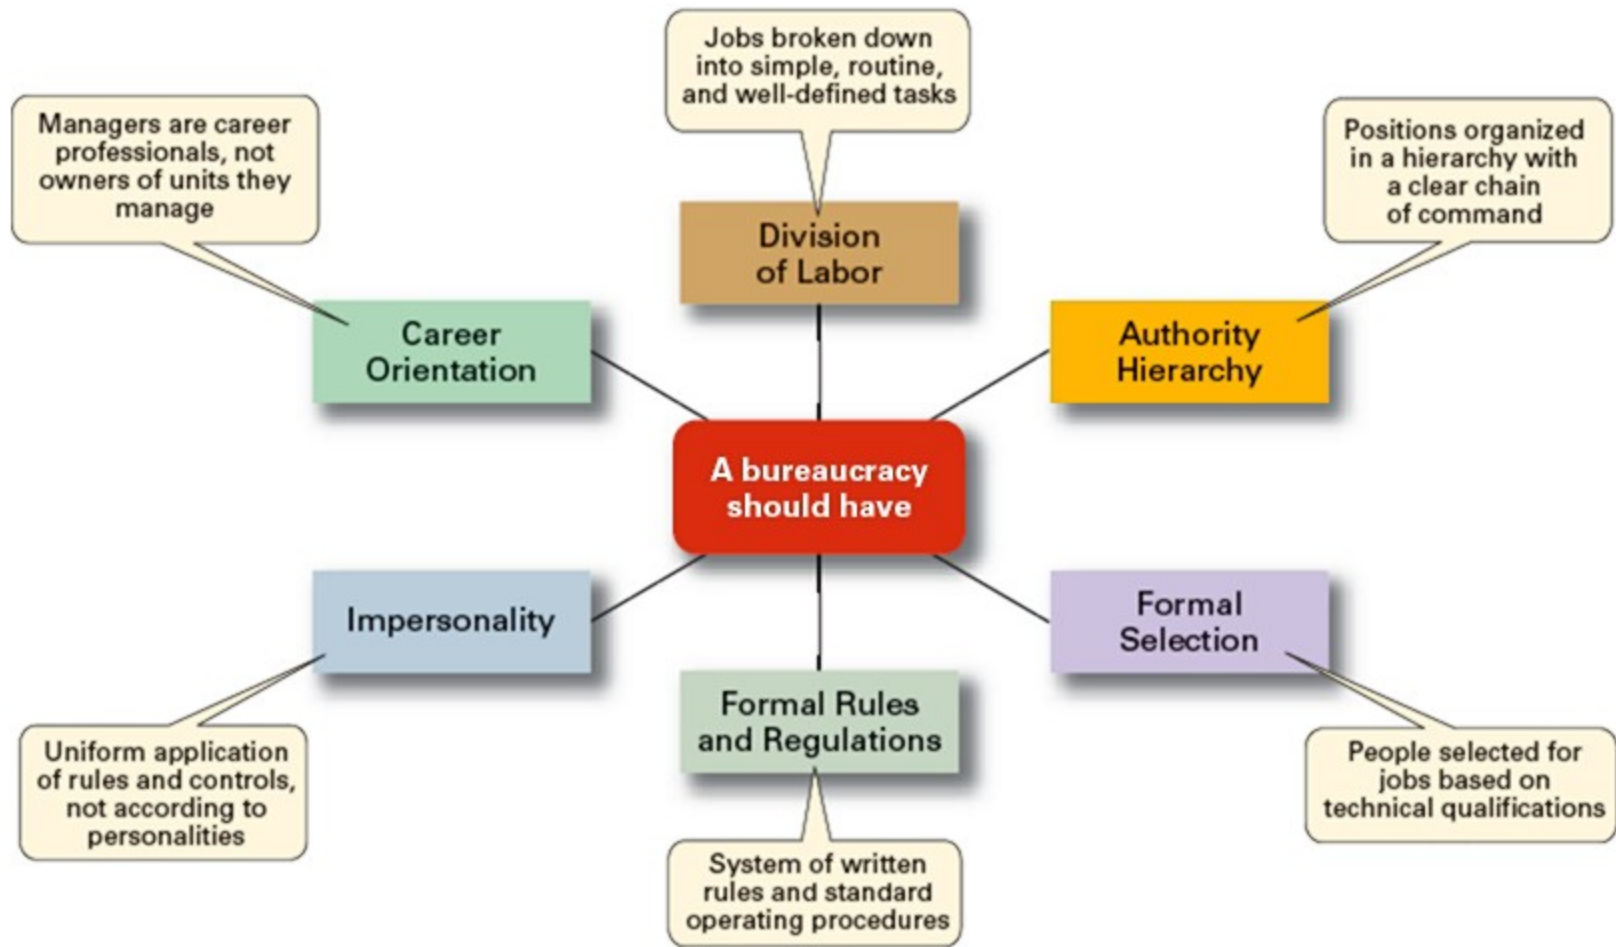 Jobs broken down
into simple, routine,
and well-defined tasks
Managers are career
professionals, not
owners of units they
manage
Positions organized
in a hierarchy with
a clear chain
of command
Division
of Labor
Career
Orientation
Authority
Hierarchy
A bureaucracy
should have
Impersonality
Formal
Selection
Formal Rules
and Regulations
Uniform application
of rules and controls,
not according to
personalities
People selected for
jobs based on
technical qualifications
System of written
rules and standard
operating procedures